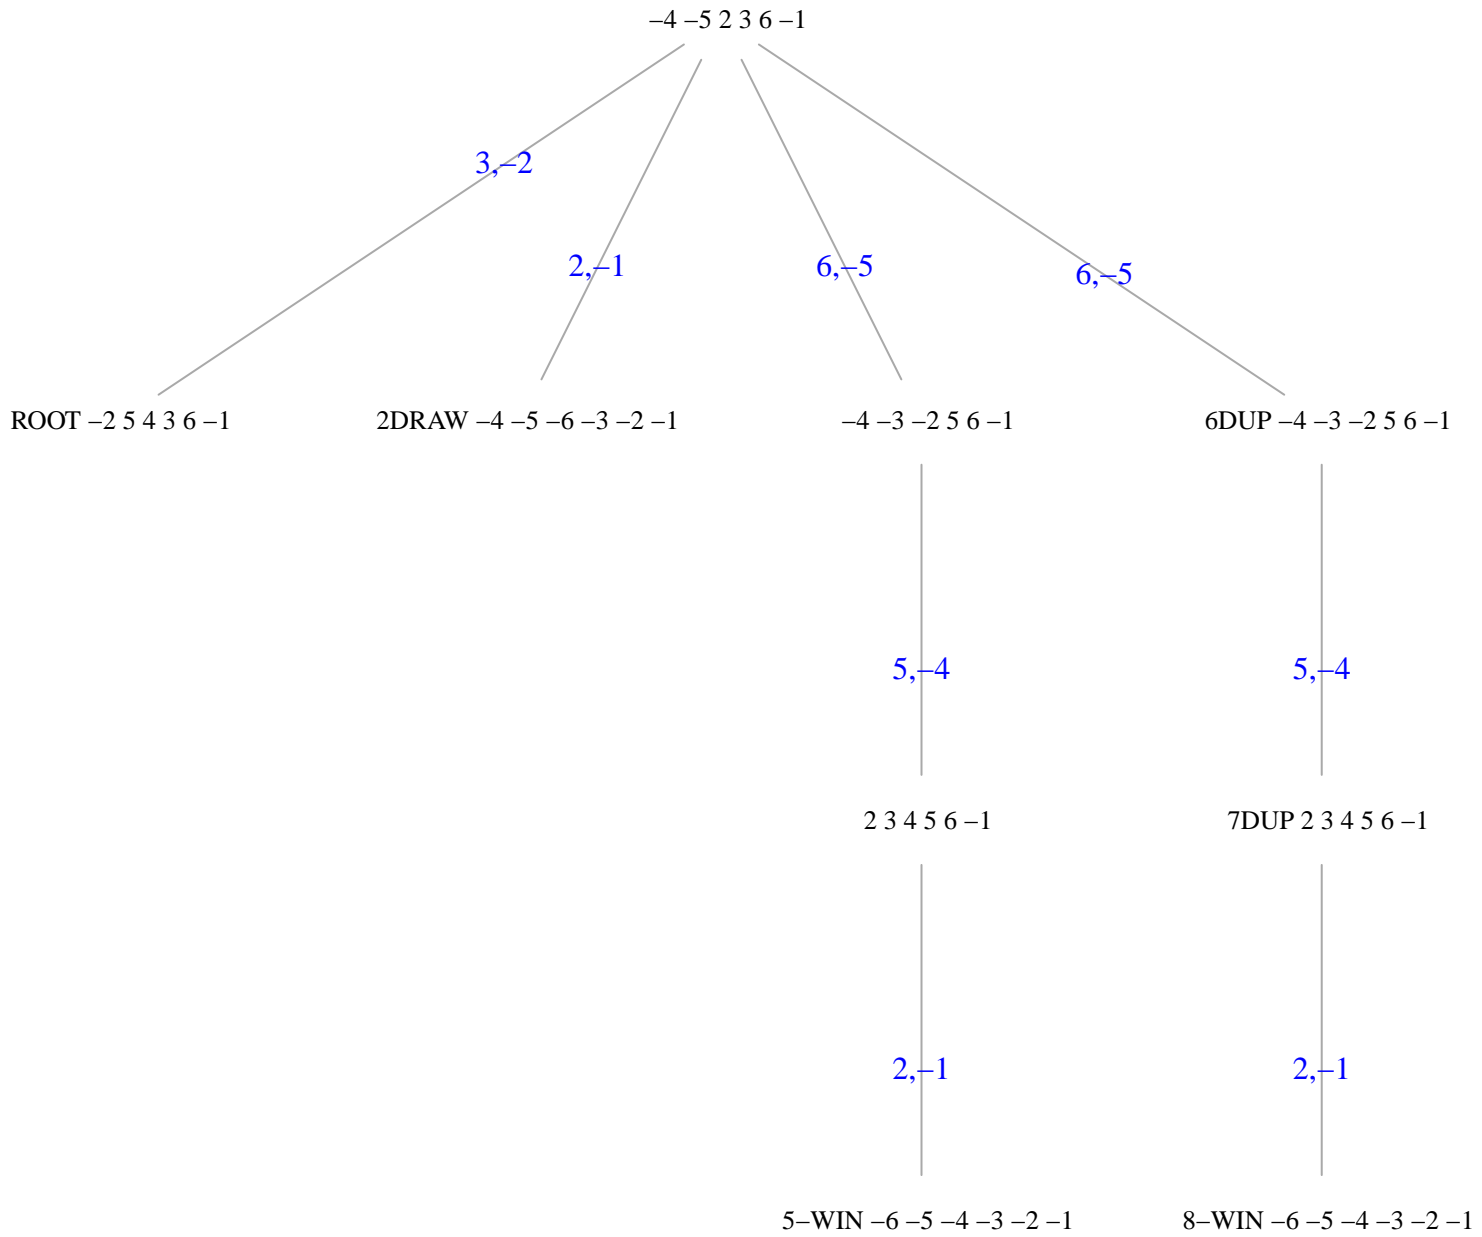 –4 –5 2 3 6 –1
3,–2
2,–1
6,–5
6,–5
ROOT –2 5 4 3 6 –1
2DRAW –4 –5 –6 –3 –2 –1
–4 –3 –2 5 6 –1
6DUP –4 –3 –2 5 6 –1
5,–4
5,–4
2 3 4 5 6 –1
7DUP 2 3 4 5 6 –1
2,–1
2,–1
5–WIN –6 –5 –4 –3 –2 –1
8–WIN –6 –5 –4 –3 –2 –1